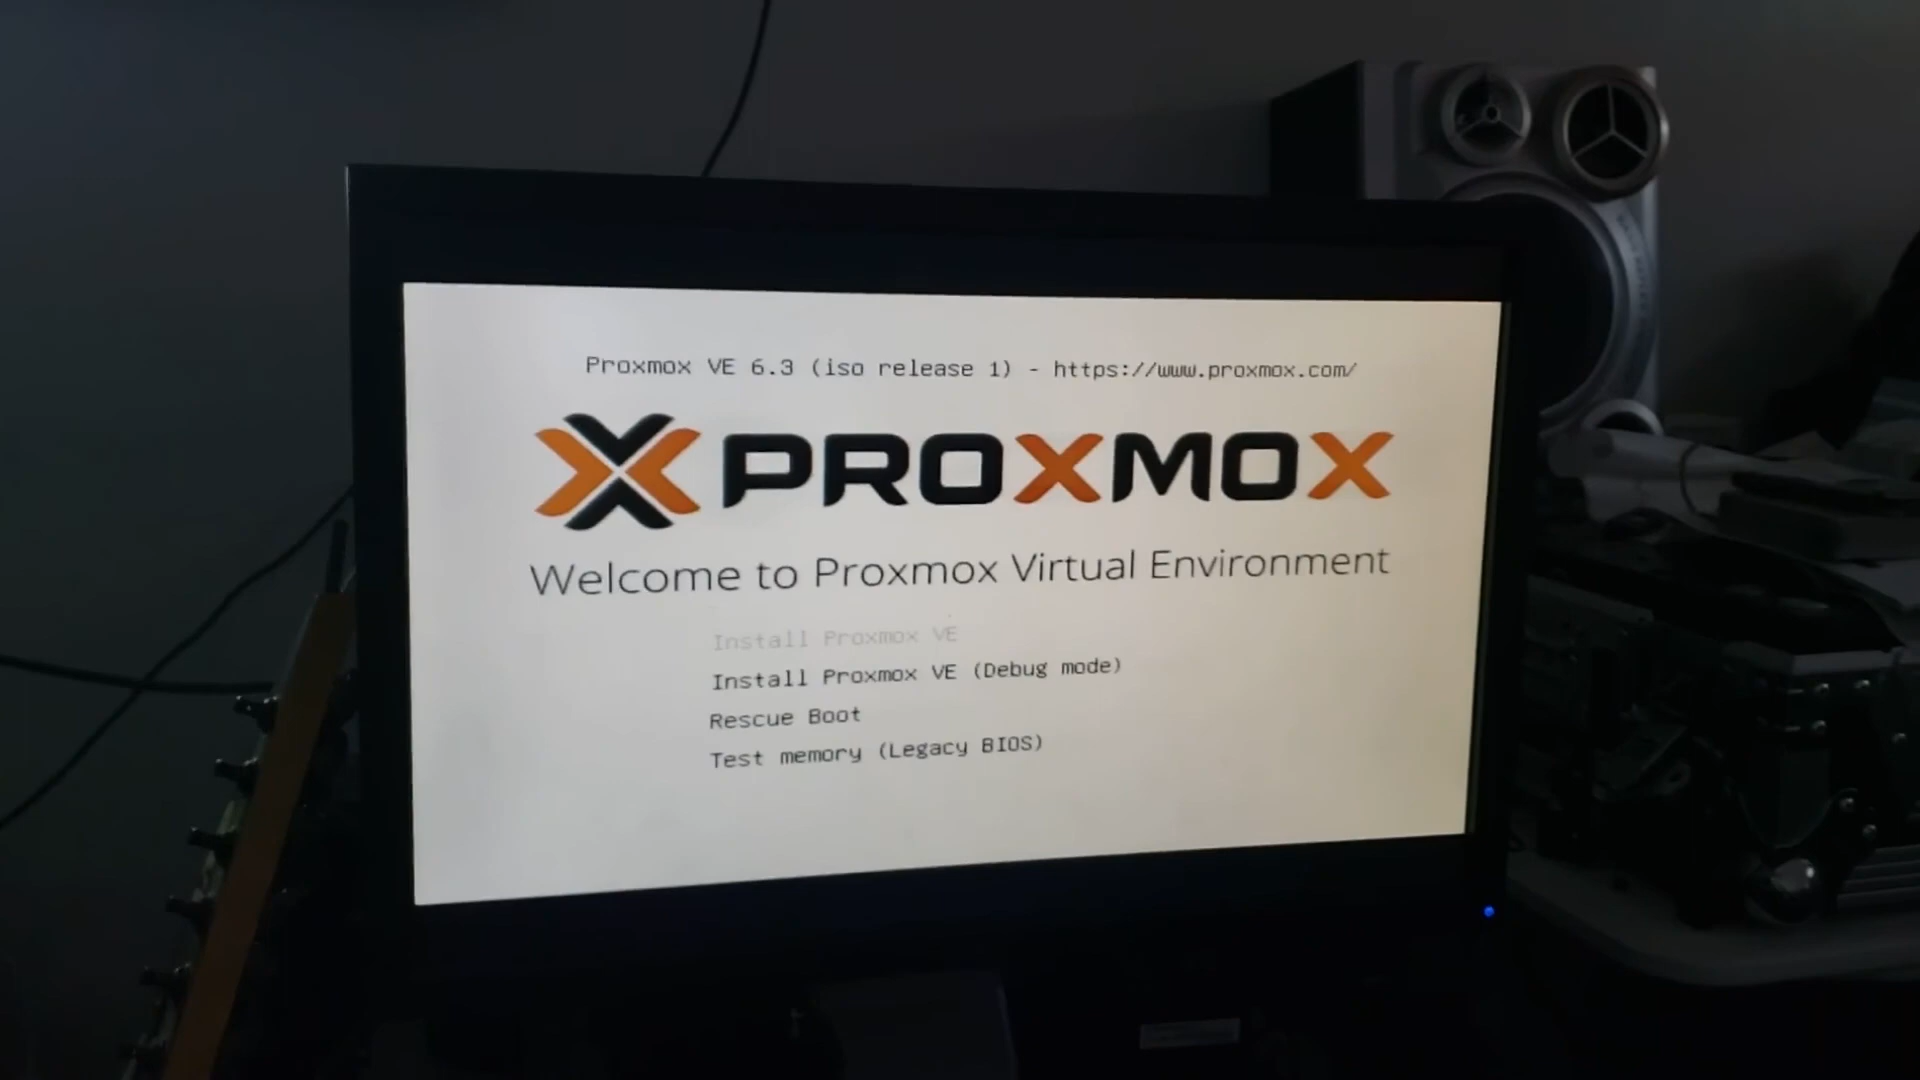 Proxmox VE 6.3 (iso release 1) - https://www.proxmox.com/
PROXMOX
Welcome to Proxmox Virtual Environment
Install Proxmox VE
Install Proxmox VE (Debug mode)
Rescue Boot
Test memory (Legacy BIOS)